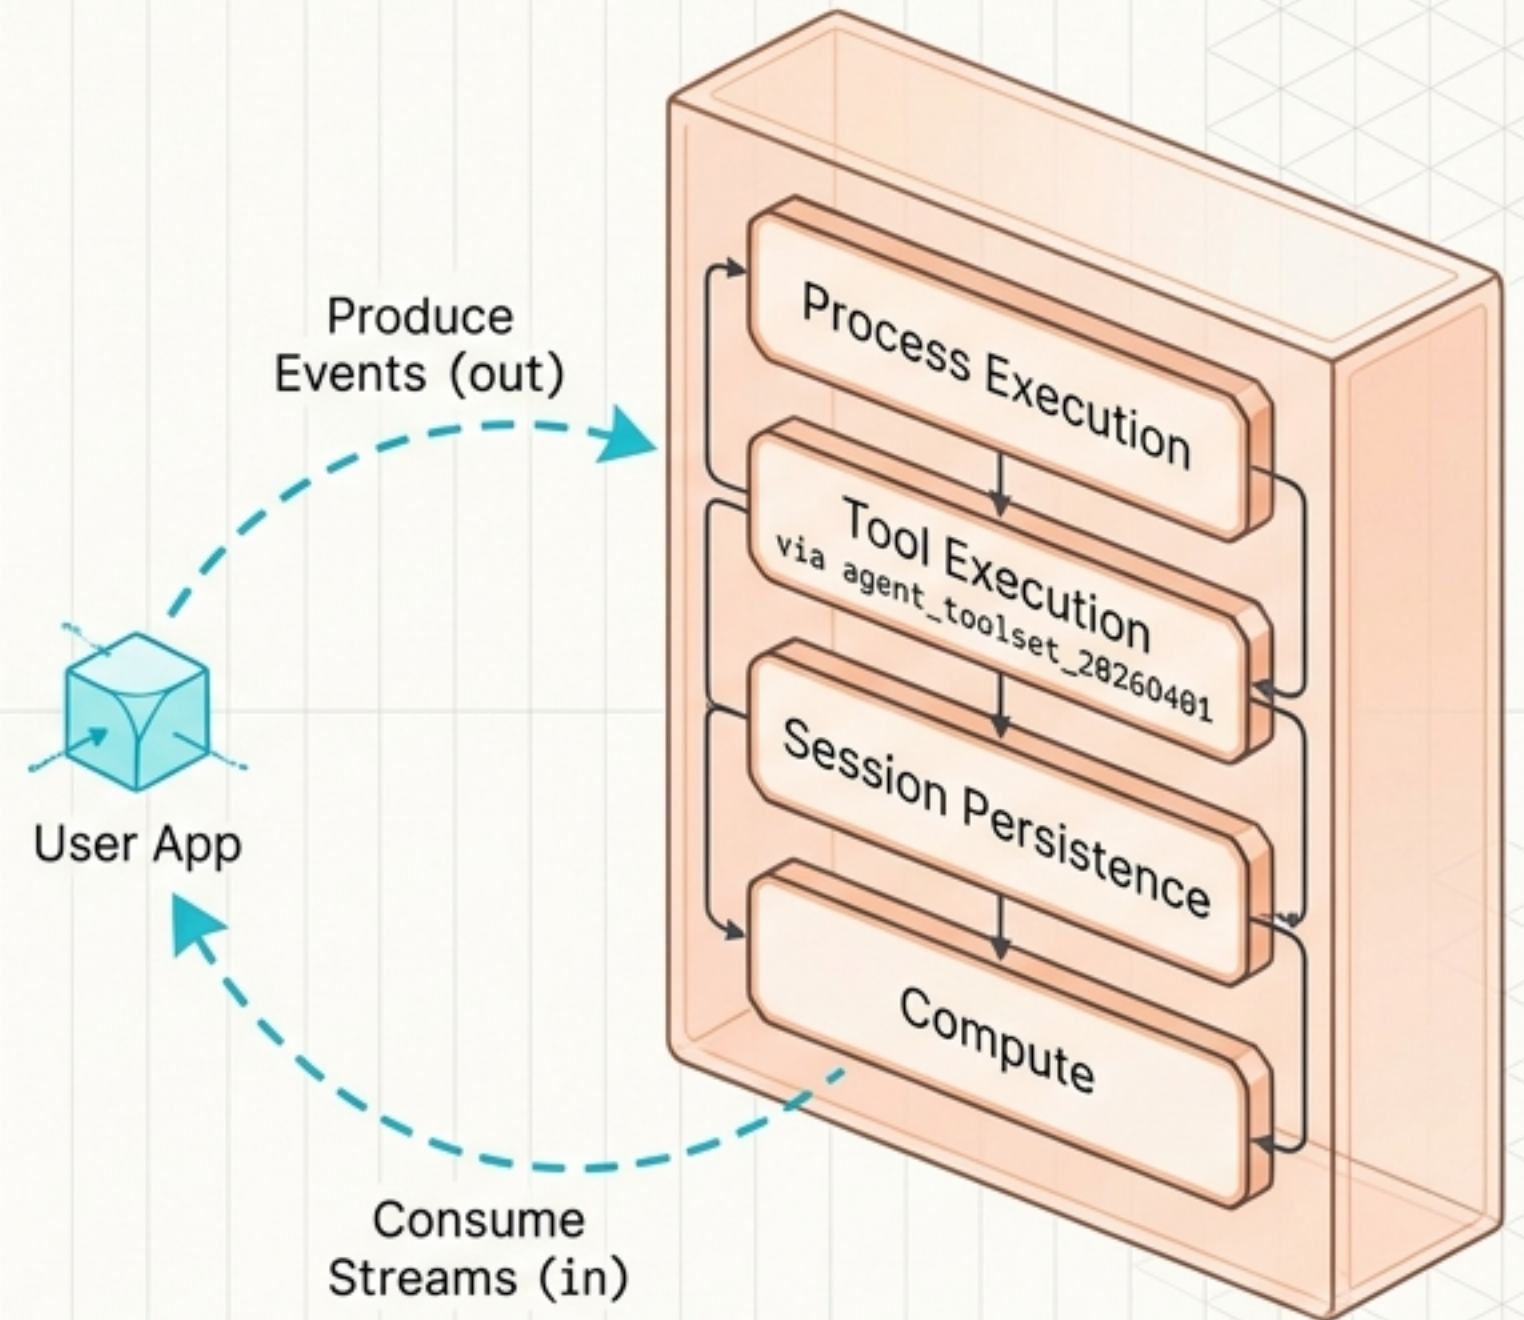 Produce
Events (out)
User App
Consume
Streams (in)
Process Execution
Tool Execution
via agent_toolset_20260401
Session Persistence
Compute